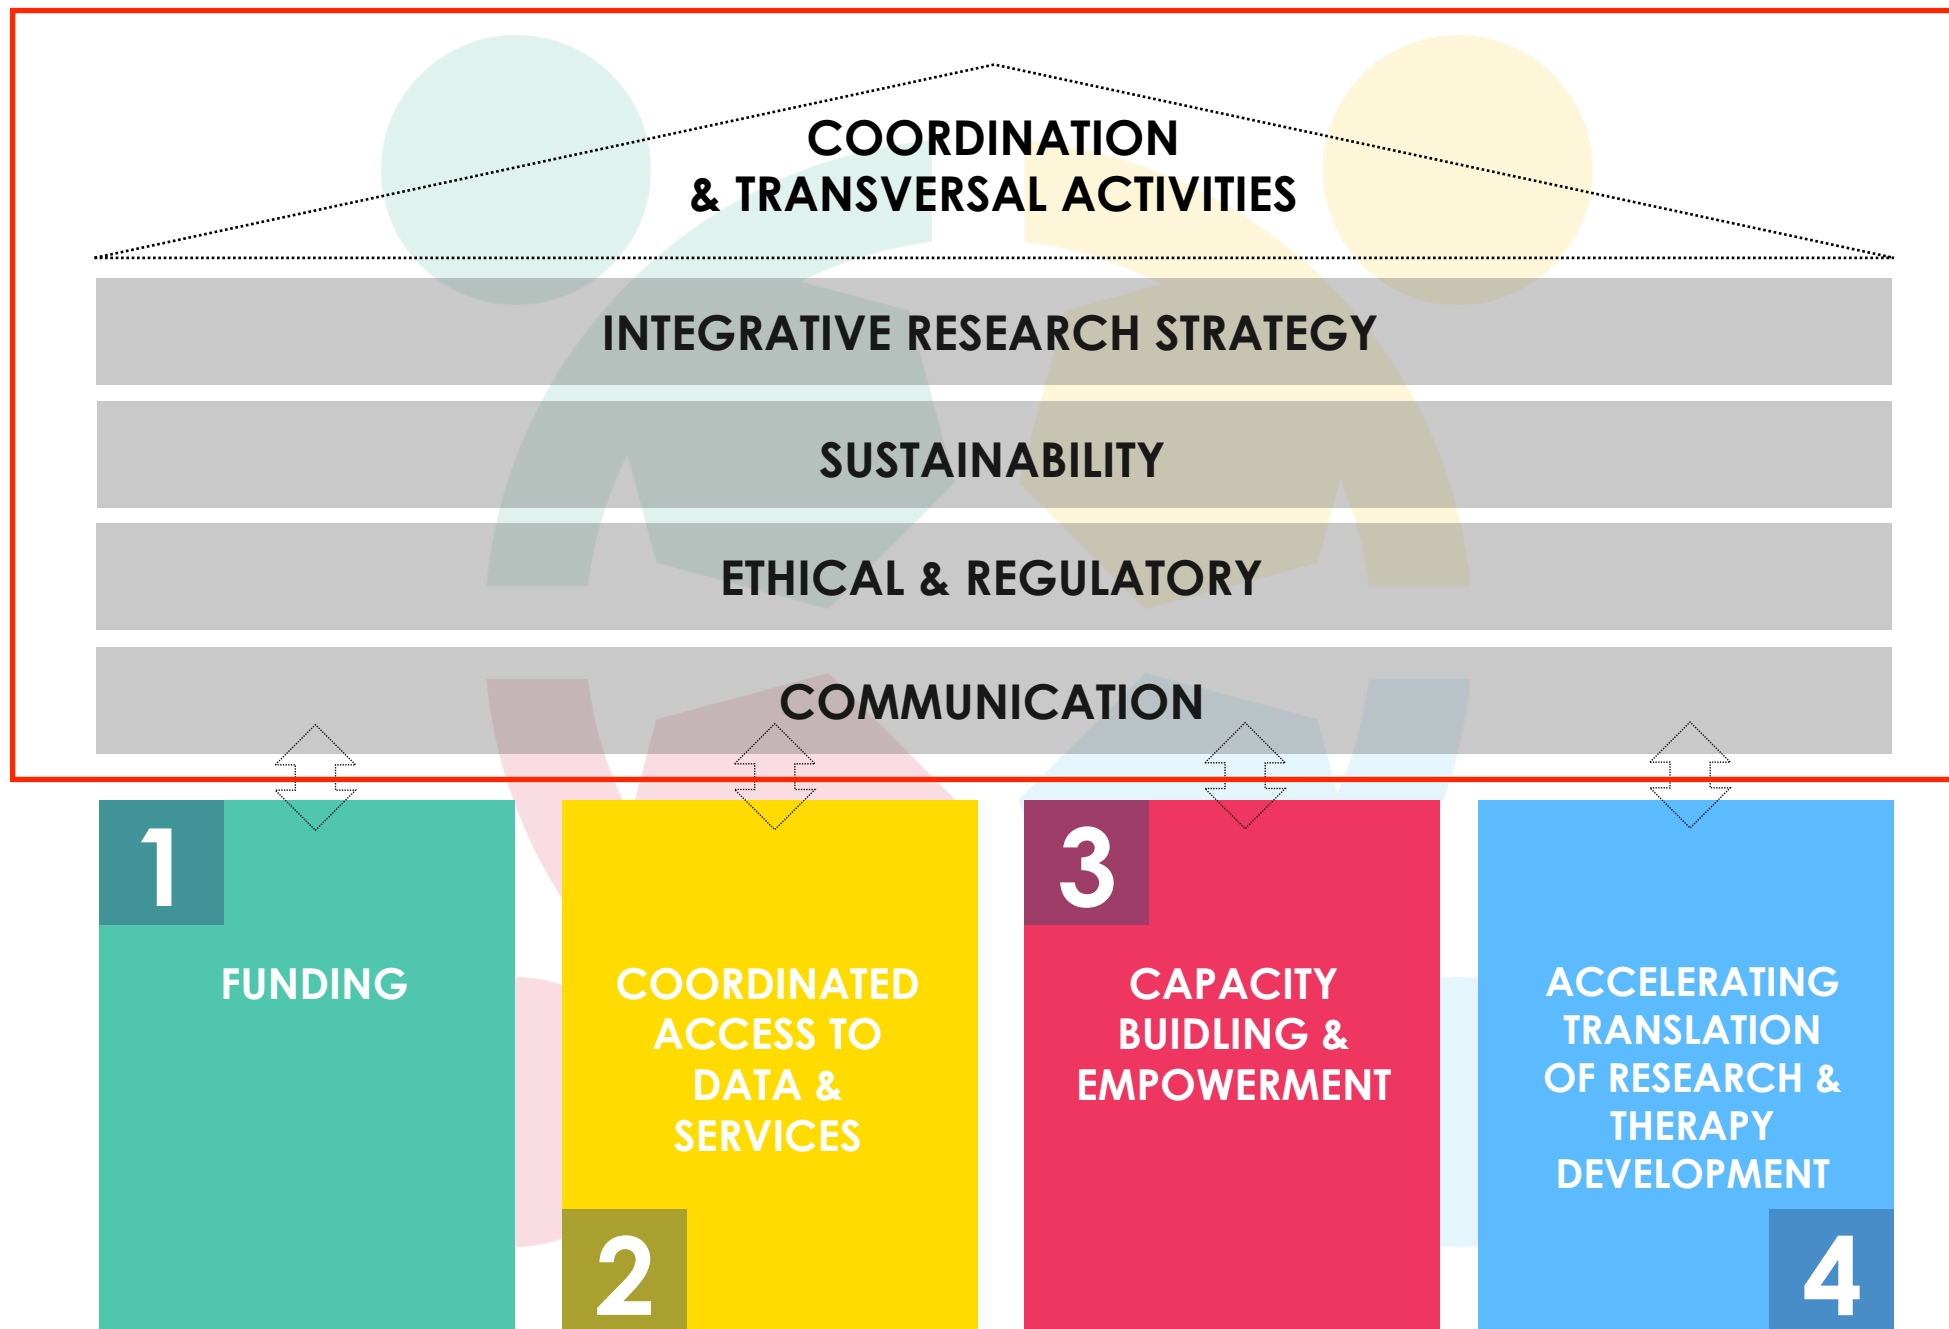 COORDINATION
& TRANSVERSAL ACTIVITIES
INTEGRATIVE RESEARCH STRATEGY
SUSTAINABILITY
ETHICAL & REGULATORY
COMMUNICATION
1
FUNDING
COORDINATED
ACCESS TO
DATA &
SERVICES
2
3
CAPACITY
BUIDLING &
EMPOWERMENT
ACCELERATING
TRANSLATION
OF RESEARCH &
THERAPY
DEVELOPMENT
4